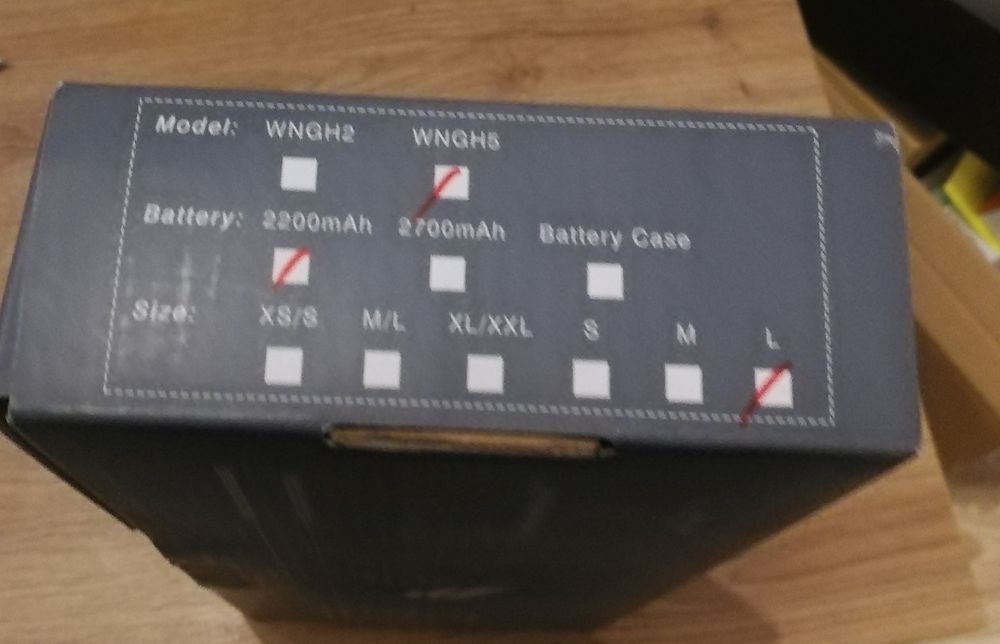 Model: WNGH2 WNGH5
Battery: 2200mAh 2700mAh Battery Case
Size: XS/S M/L XL/XXL S M L